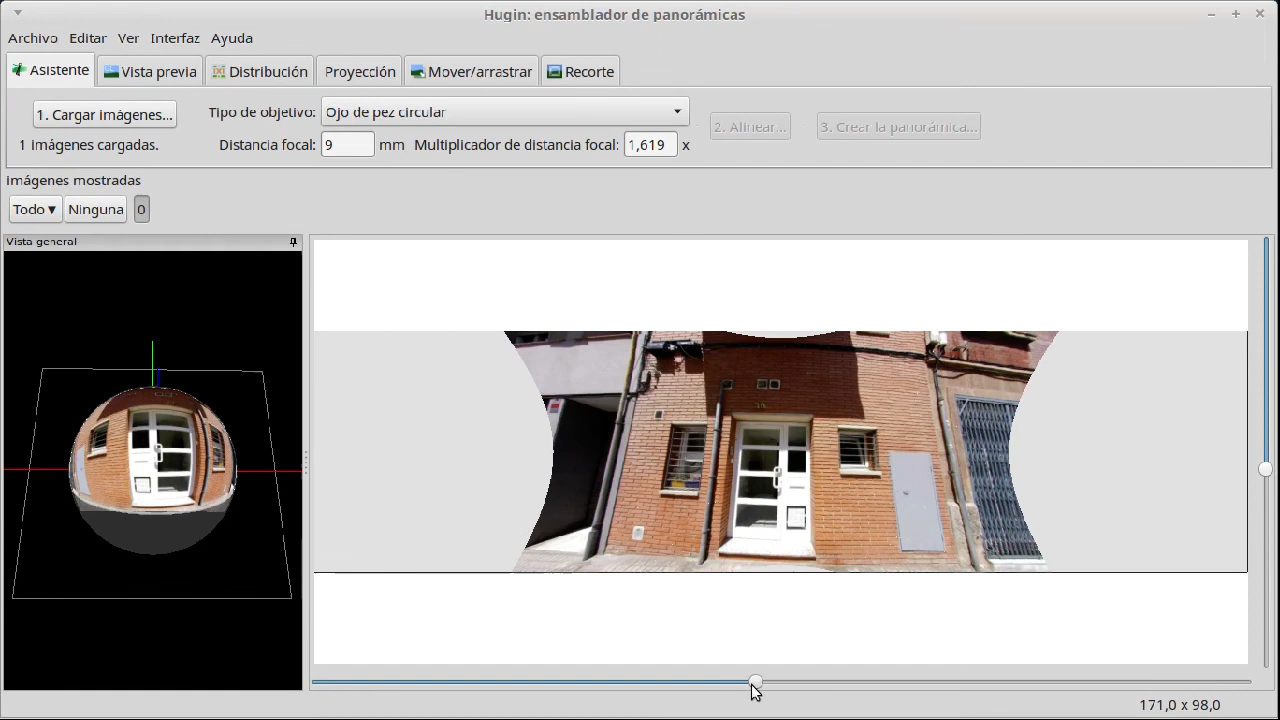 Hugin: ensamblador de panorámicas
Archivo Editar Ver Interfaz Ayuda
Asistente Vista previa Distribución Proyección Mover/arrastrar Recorte
1. Cargar imágenes... Tipo de objetivo: Ojo de pez circular 2. Alinear... 3. Crear la panorámica...
1 imágenes cargadas. Distancia focal: 9 mm Multiplicador de distancia focal: 1,619 x
Imágenes mostradas
Todo Ninguna 0
Vista general
171,0 x 98,0